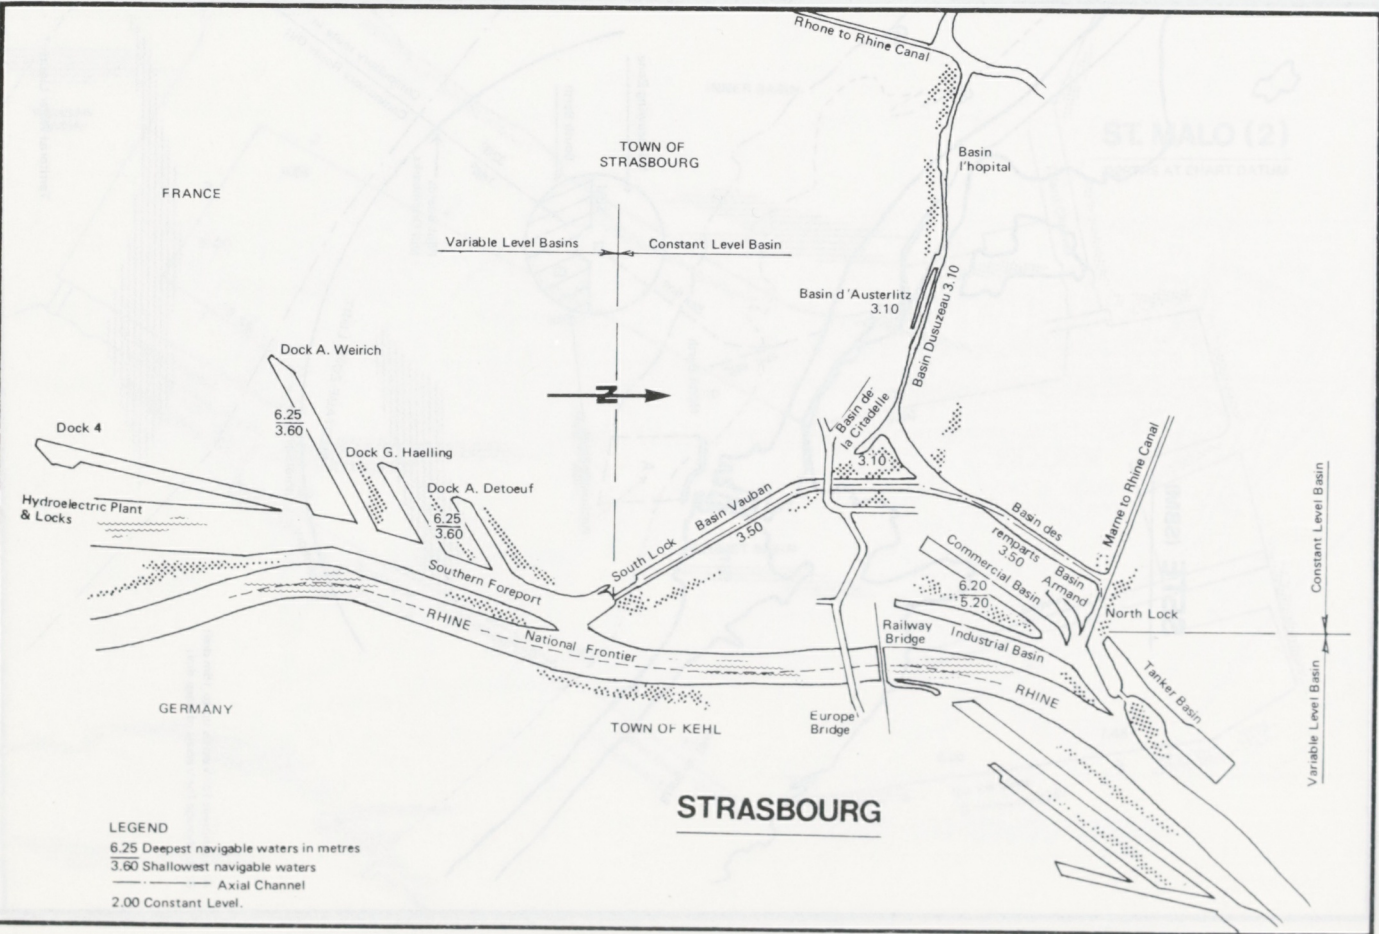 Rhone to Rhine Canal
ST. MALO (2)
TOWN OF
STRASBOURG
Basin
l'hopital
FRANCE
Variable Level Basins
Constant Level Basin
Basin d'Austerlitz
3.10
Basin Dusuzeau 3.10
Dock A. Weirich
N
6.25
3.60
Basin de
la Citadelle
Dock 4
Dock G. Haelling
3.10
Marne to Rhine Canal
Dock A. Detoeuf
Hydroelectric Plant
& Locks
6.25
3.60
Basin Vauban
3.50
Basin des
remparts
3.50
Basin
Armand
Commercial Basin
6.20
5.20
South Lock
Southern Foreport
North Lock
Constant Level Basin
Variable Level Basin
RHINE
National Frontier
Railway
Bridge
Industrial Basin
Tanker Basin
RHINE
GERMANY
TOWN OF KEHL
Europe
Bridge
STRASBOURG
LEGEND
6.25 Deepest navigable waters in metres
3.60 Shallowest navigable waters
Axial Channel
2.00 Constant Level.